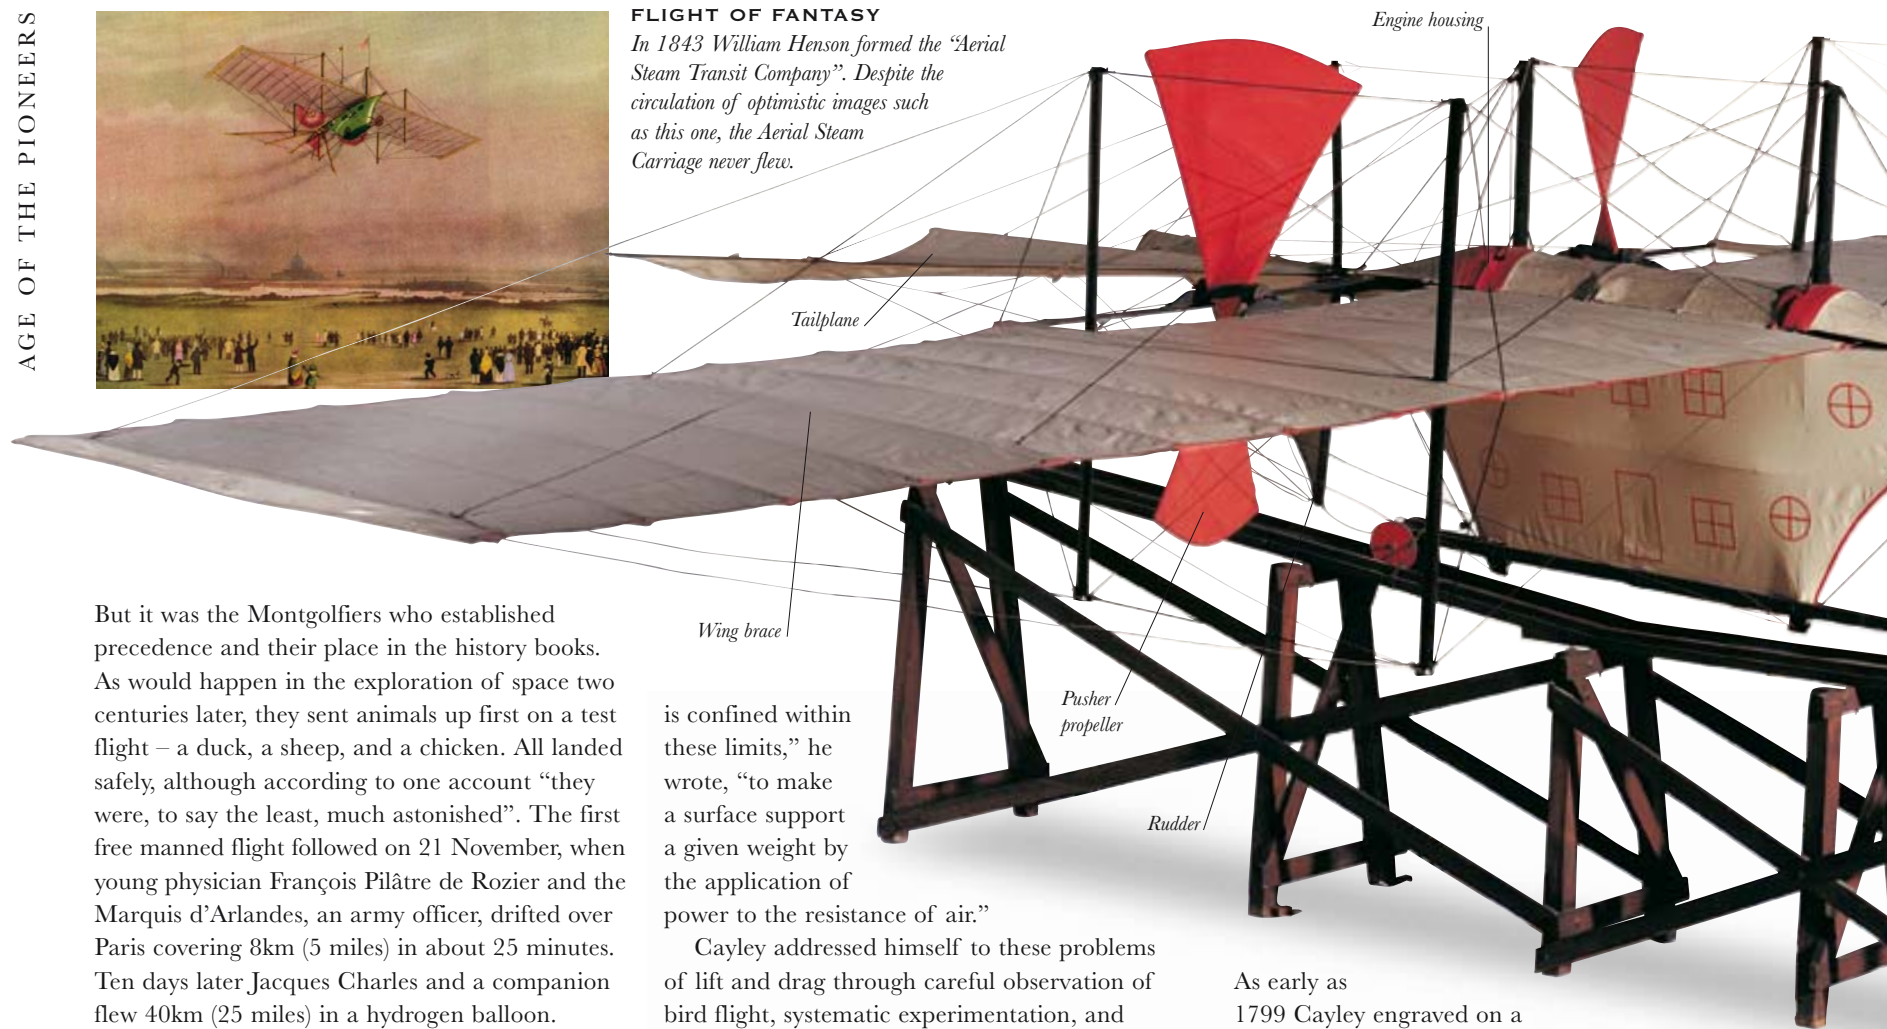 AGE OF THE PIONEERS
FLIGHT OF FANTASY
In 1843 William Henson formed the “Aerial
Steam Transit Company”. Despite the
circulation of optimistic images such
as this one, the Aerial Steam
Carriage never flew.
Engine housing
Tailplane
Wing brace
Pusher
propeller
Rudder
But it was the Montgolfiers who established
precedence and their place in the history books.
As would happen in the exploration of space two
centuries later, they sent animals up first on a test
flight – a duck, a sheep, and a chicken. All landed
safely, although according to one account “they
were, to say the least, much astonished”. The first
free manned flight followed on 21 November, when
young physician François Pilâtre de Rozier and the
Marquis d’Arlandes, an army officer, drifted over
Paris covering 8km (5 miles) in about 25 minutes.
Ten days later Jacques Charles and a companion
flew 40km (25 miles) in a hydrogen balloon.
is confined within
these limits,” he
wrote, “to make
a surface support
a given weight by
the application of
power to the resistance of air.”
Cayley addressed himself to these problems
of lift and drag through careful observation of
bird flight, systematic experimentation, and
As early as
1799 Cayley engraved on a